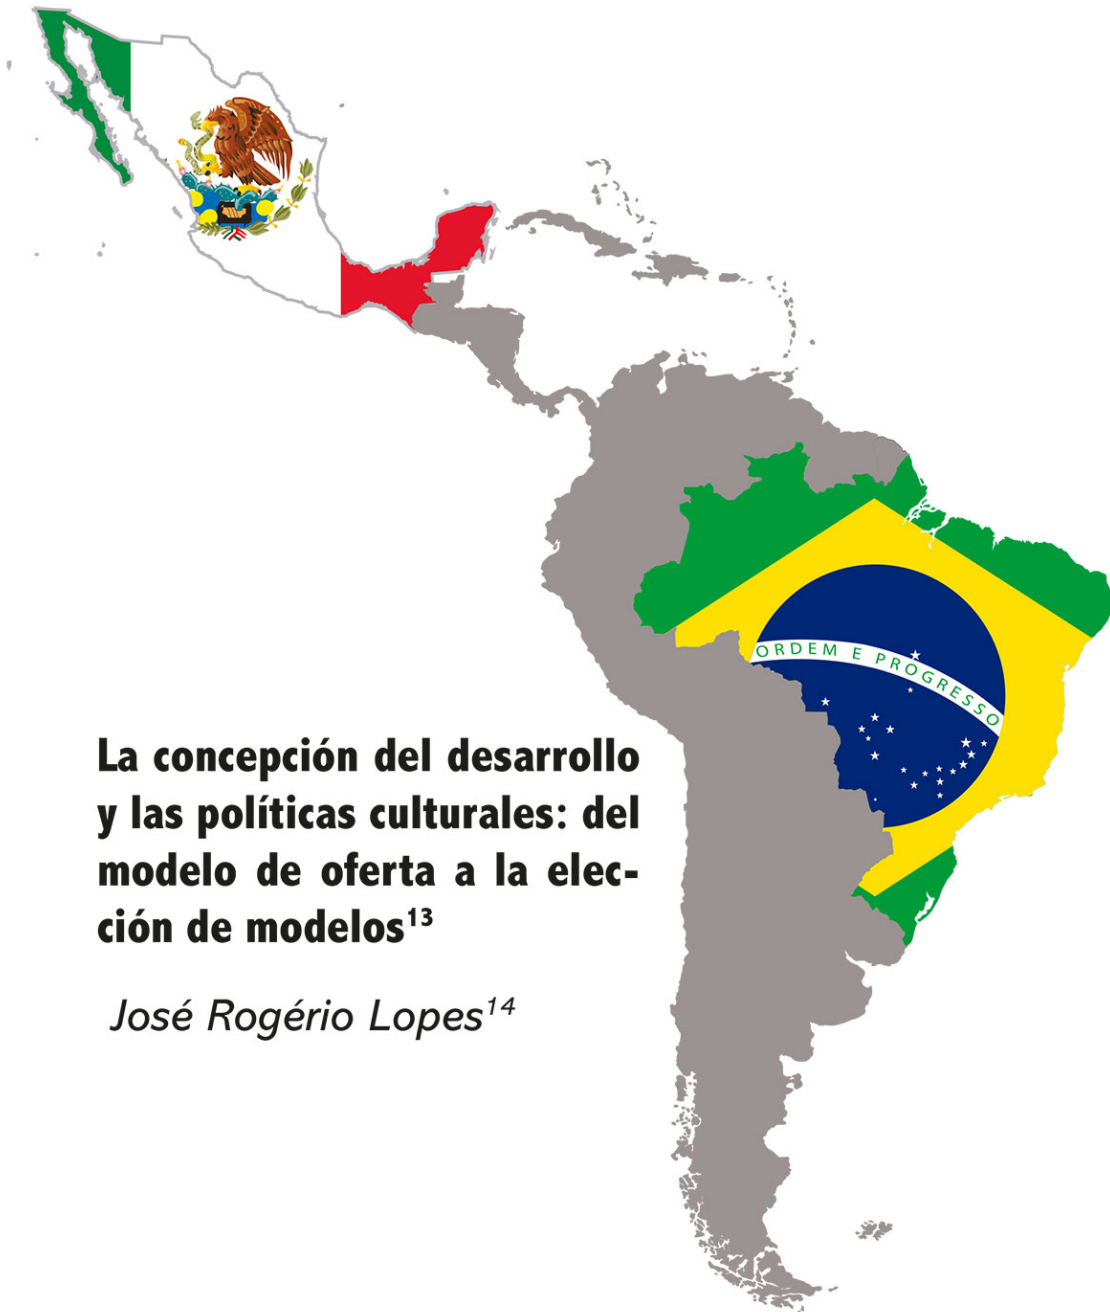 ORDEM E PROGRESSO
La concepción del desarrollo
y las políticas culturales: del
modelo de oferta a la elec-
ción de modelos¹³
José Rogério Lopes¹⁴